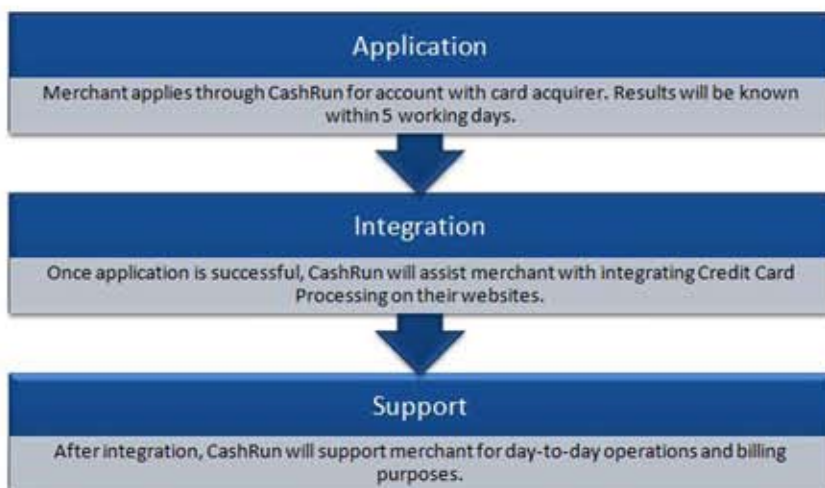 Application
Merchant applies through CashRun for account with card acquirer. Results will be known
within 5 working days.
Integration
Once application is successful, CashRun will assist merchant with integrating Credit Card
Processing on their websites.
Support
After integration, CashRun will support merchant for day-to-day operations and billing
purposes.